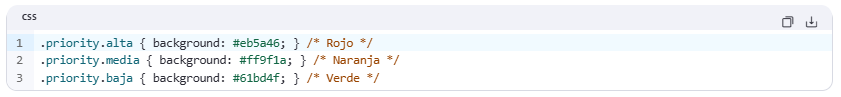 css
1 .priority.alta { background: #eb5a46; } /* Rojo */
2 .priority.media { background: #ff9f1a; } /* Naranja */
3 .priority.baja { background: #61bd4f; } /* Verde */